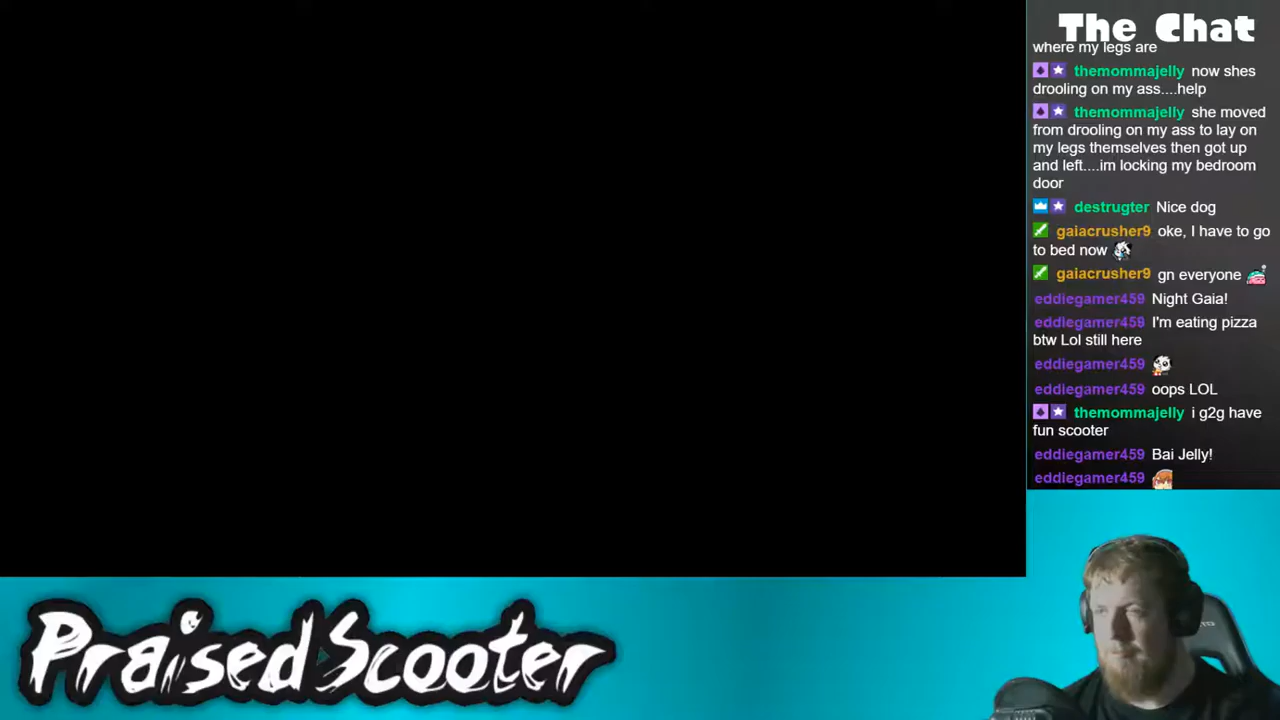 The Chat
where my legs are
themommajelly now shes
drooling on my ass....help
themommajelly she moved
from drooling on my ass to lay on
my legs themselves then got up
and left....im locking my bedroom
door
destrugter Nice dog
gaiacrusher9 oke, I have to go
to bed now
gaiacrusher9 gn everyone
eddiegamer459 Night Gaia!
eddiegamer459 I'm eating pizza
btw Lol still here
eddiegamer459
eddiegamer459 oops LOL
themommajelly i g2g have
fun scooter
eddiegamer459 Bai Jelly!
eddiegamer459
PraisedScooter